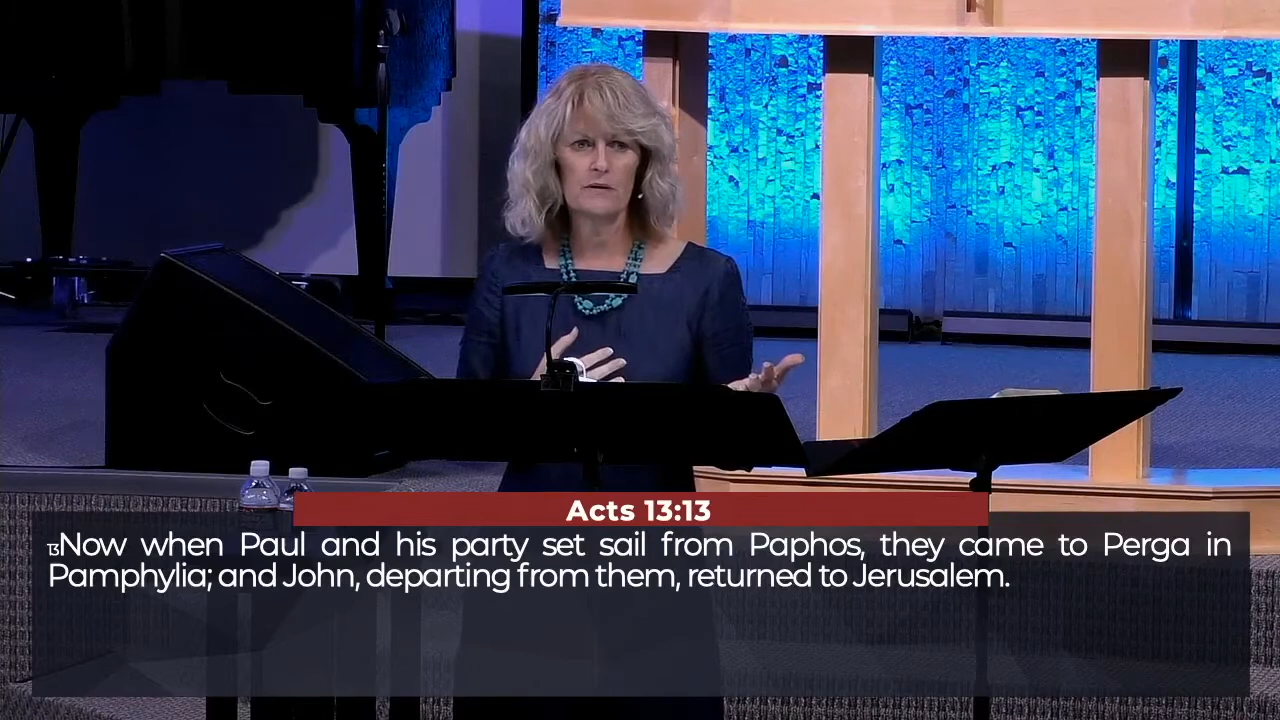 Acts 13:13
13Now when Paul and his party set sail from Paphos, they came to Perga in
Pamphylia; and John, departing from them, returned to Jerusalem.